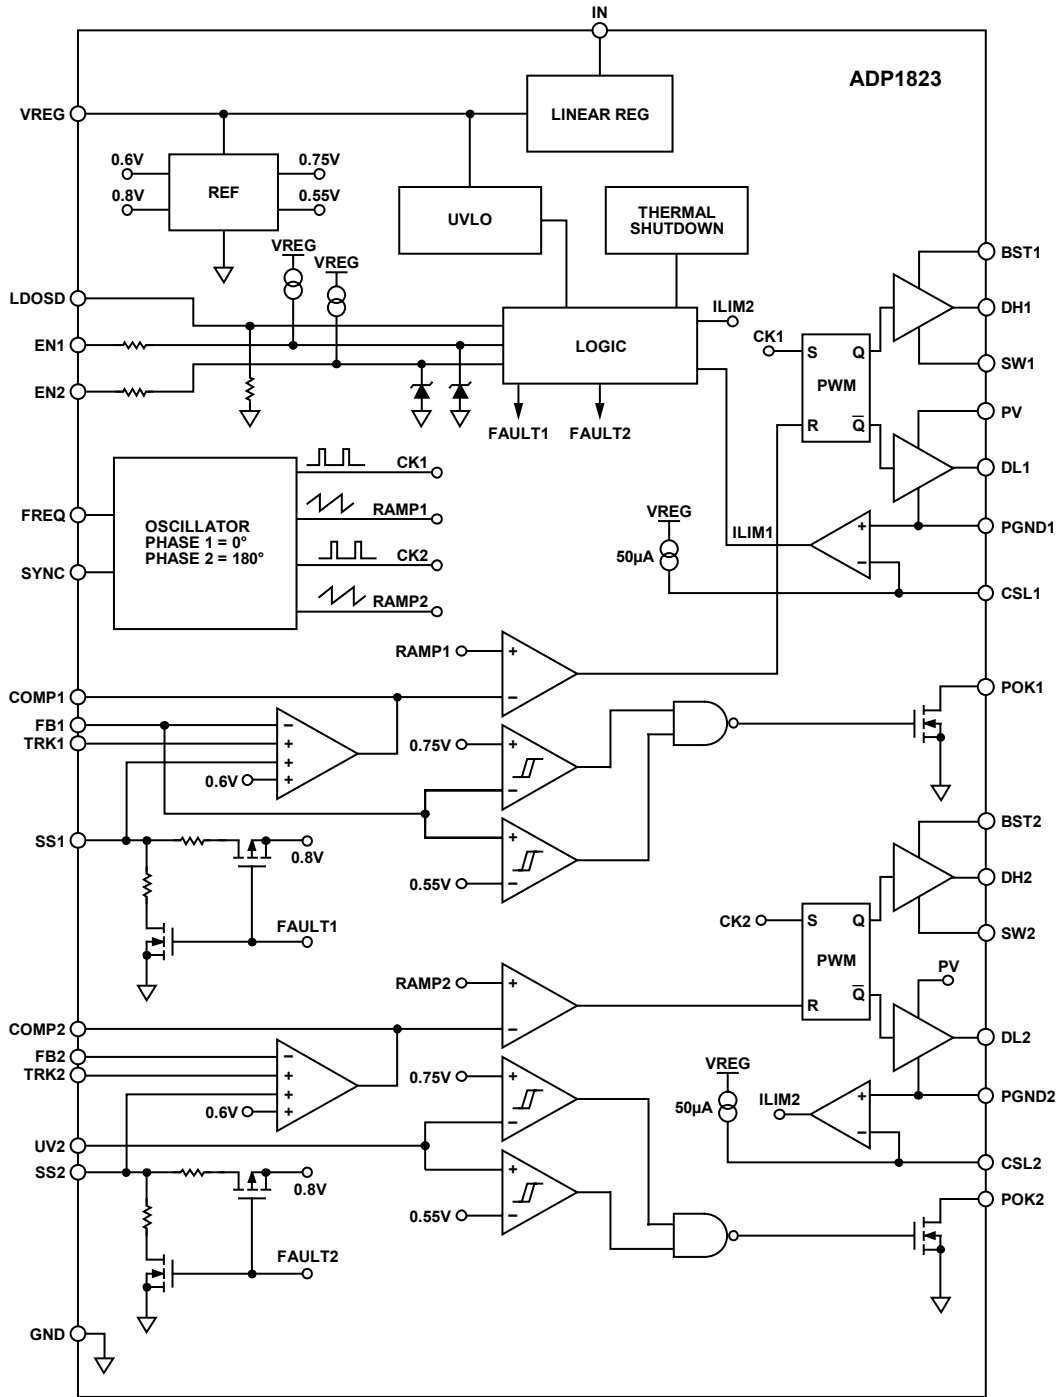 IN
ADP1823
VREG
LINEAR REG
0.6V
0.75V
REF
0.8V
0.55V
UVLO
THERMAL
SHUTDOWN
VREG
VREG
BST1
LDOSD
DH1
ILIM2
CK1
S
Q
EN1
LOGIC
SW1
PWM
EN2
PV
R
Q
FAULT1
FAULT2
CK1
DL1
FREQ
RAMP1
VREG
OSCILLATOR
PHASE 1 = 0°
PHASE 2 = 180°
ILIM1
+
PGND1
CK2
50µA
–
SYNC
CSL1
RAMP2
RAMP1
+
COMP1
–
POK1
FB1
–
TRK1
+
0.75V
+
+
0.6V
+
–
BST2
SS1
+
0.8V
DH2
0.55V
–
CK2
S
Q
FAULT1
SW2
PWM
PV
RAMP2
+
R
Q
COMP2
–
DL2
FB2
–
VREG
TRK2
+
0.75V
+
+
ILIM2
+
PGND2
0.6V
+
50µA
–
–
UV2
CSL2
SS2
+
0.8V
POK2
0.55V
–
FAULT2
GND